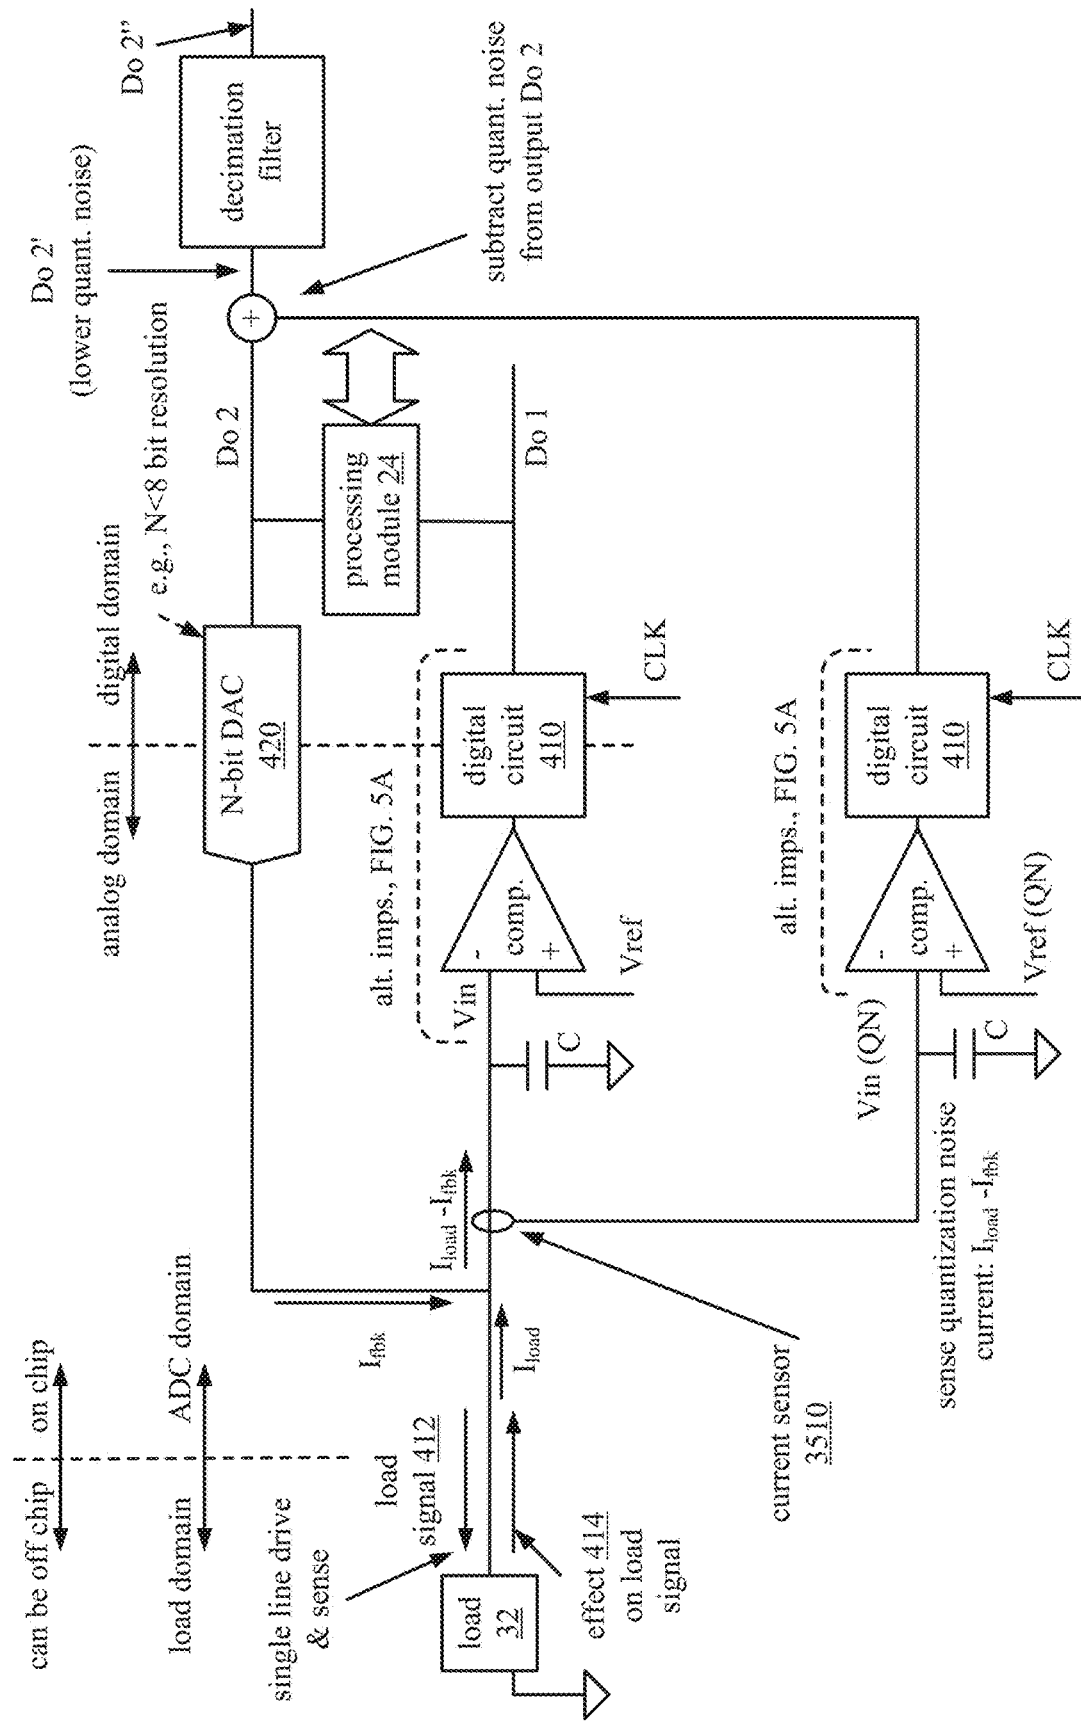 can be off chip
on chip
load domain
ADC domain
analog domain
digital domain
single line drive
& sense
load
signal 412
load
32
effect 414
on load
signal
I_fbk
I_load
I_load -I_fbk
current sensor
3510
sense quantization noise
current: I_load -I_fbk
N-bit DAC
420
e.g., N<8 bit resolution
alt. imps., FIG. 5A
Vin
C
-
comp.
+
Vref
digital
circuit
410
CLK
Do 1
processing
module 24
Do 2
+
Do 2'
(lower quant. noise)
decimation
filter
Do 2"
subtract quant. noise
from output Do 2
alt. imps., FIG. 5A
Vin (QN)
C
-
comp.
+
Vref (QN)
digital
circuit
410
CLK